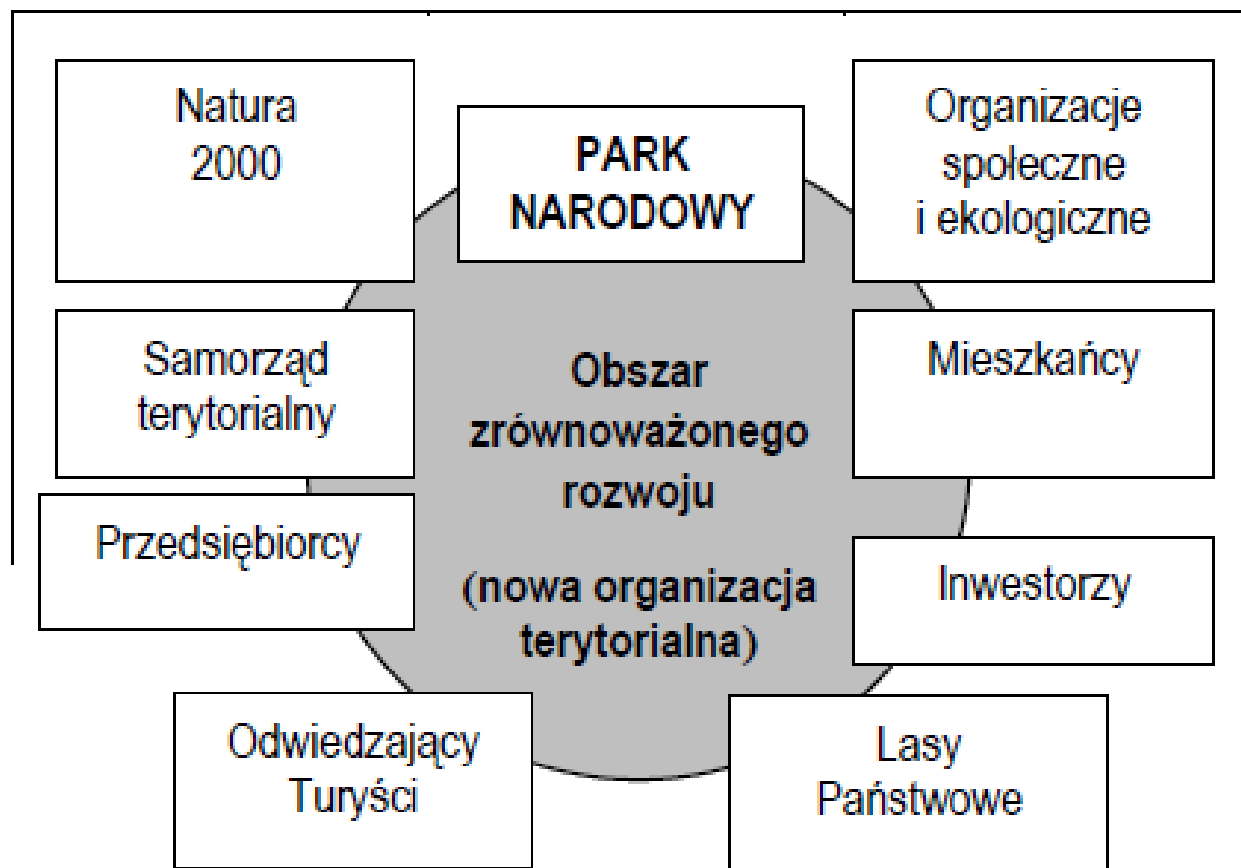 Natura
2000
PARK
NARODOWY
Organizacje
społeczne
i ekologiczne
Samorząd
terytorialny
Obszar
zrównoważonego
rozwoju
(nowa organizacja
terytorialna)
Mieszkańcy
Przedsiębiorcy
Inwestorzy
Odwiedzający
Turyści
Lasy
Państwowe